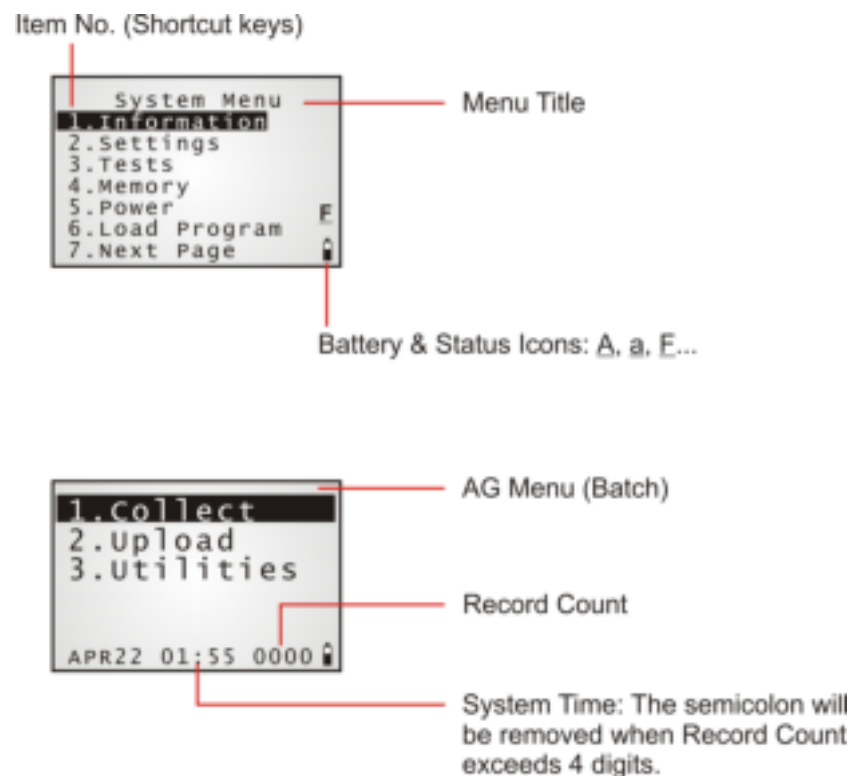 Item No. (Shortcut keys)
System Menu
Menu Title
1.Information
2.Settings
3.Tests
4.Memory
5.Power
F
6.Load Program
7.Next Page
Battery & Status Icons: A, a, F...
AG Menu (Batch)
1.Collect
2.Upload
3.Utilities
Record Count
APR22 01:55 0000
System Time: The semicolon will
be removed when Record Count
exceeds 4 digits.